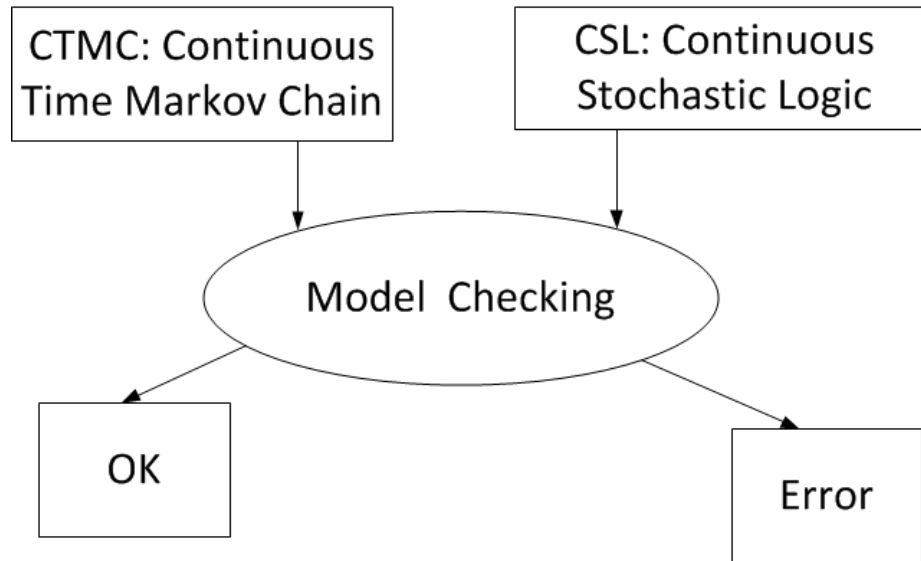 CTMC: Continuous
Time Markov Chain
CSL: Continuous
Stochastic Logic
Model Checking
OK
Error